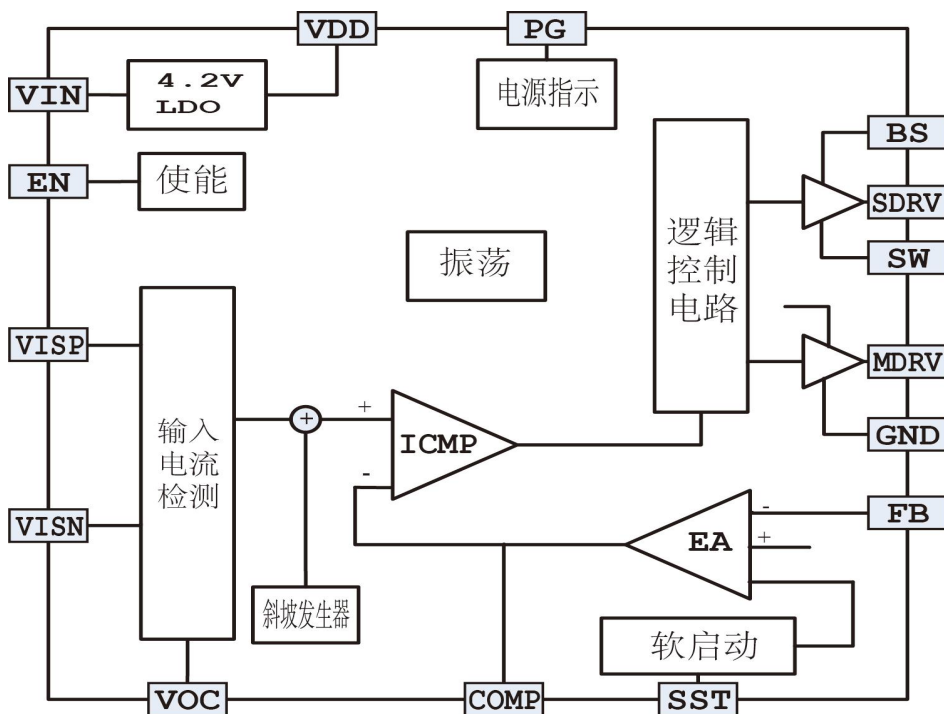 VDD
PG
VIN
4.2V
LDO
电源指示
BS
EN
使能
SDRV
振荡
逻辑
控制
电路
SW
VISP
MDRV
+
+
ICMP
-
输入
电流
检测
GND
VISN
EA
-
+
FB
斜坡发生器
软启动
VOC
COMP
SST